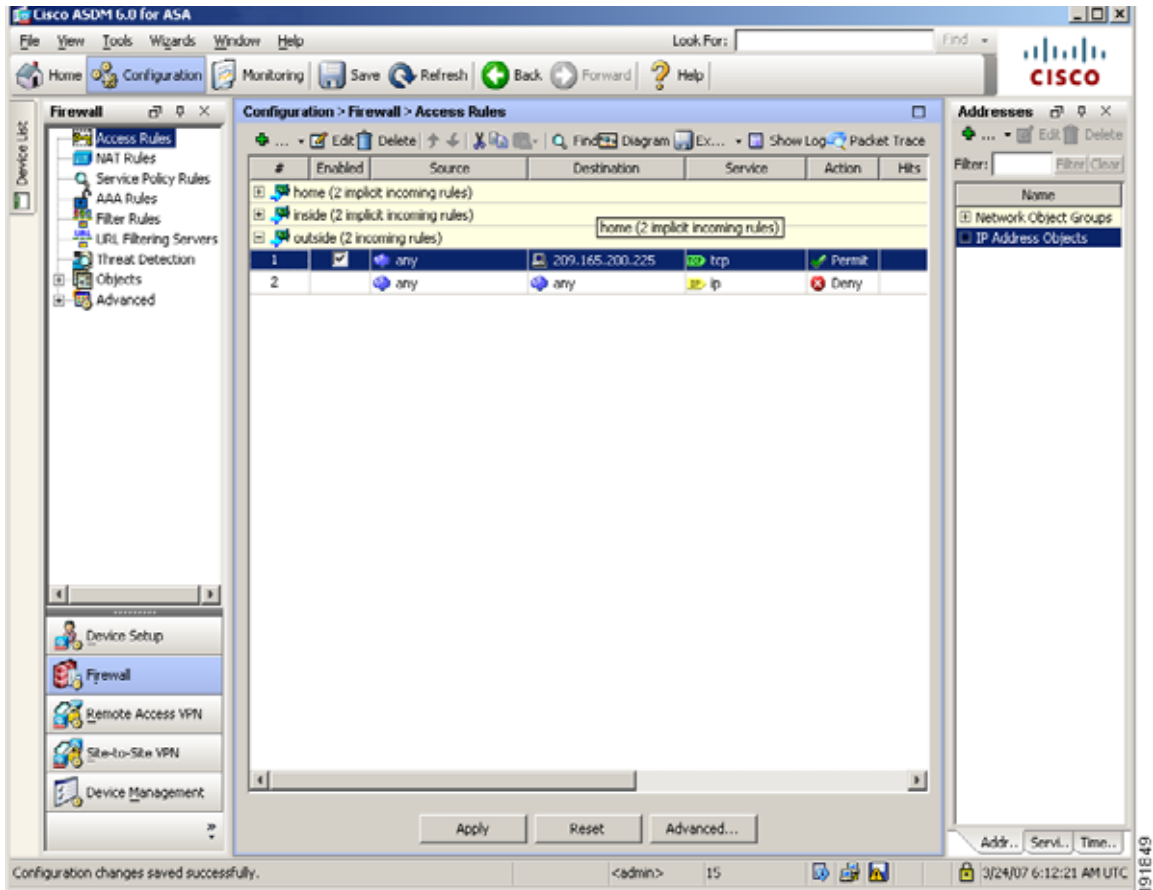 Cisco ASDM 6.0 for ASA
File View Tools Wizards Window Help Look For: Find
Home Configuration Monitoring Save Refresh Back Forward Help
CISCO
Device List
Firewall
Access Rules
NAT Rules
Service Policy Rules
AAA Rules
Filter Rules
URL Filtering Servers
Threat Detection
Objects
Advanced
Device Setup
Firewall
Remote Access VPN
Site-to-Site VPN
Device Management
Configuration > Firewall > Access Rules
... Edit Delete Find Diagram Ex... Show Log Packet Trace
# Enabled Source Destination Service Action Hits
home (2 implicit incoming rules)
inside (2 implicit incoming rules)
home (2 implicit incoming rules)
outside (2 incoming rules)
1 any 209.165.200.225 tcp Permit
2 any any ip Deny
Apply Reset Advanced...
Addresses
... Edit Delete
Filter: Filter Clear
Name
Network Object Groups
IP Address Objects
Addr.. Servi.. Time..
Configuration changes saved successfully. <admin> 15 3/24/07 6:12:21 AM UTC
191849